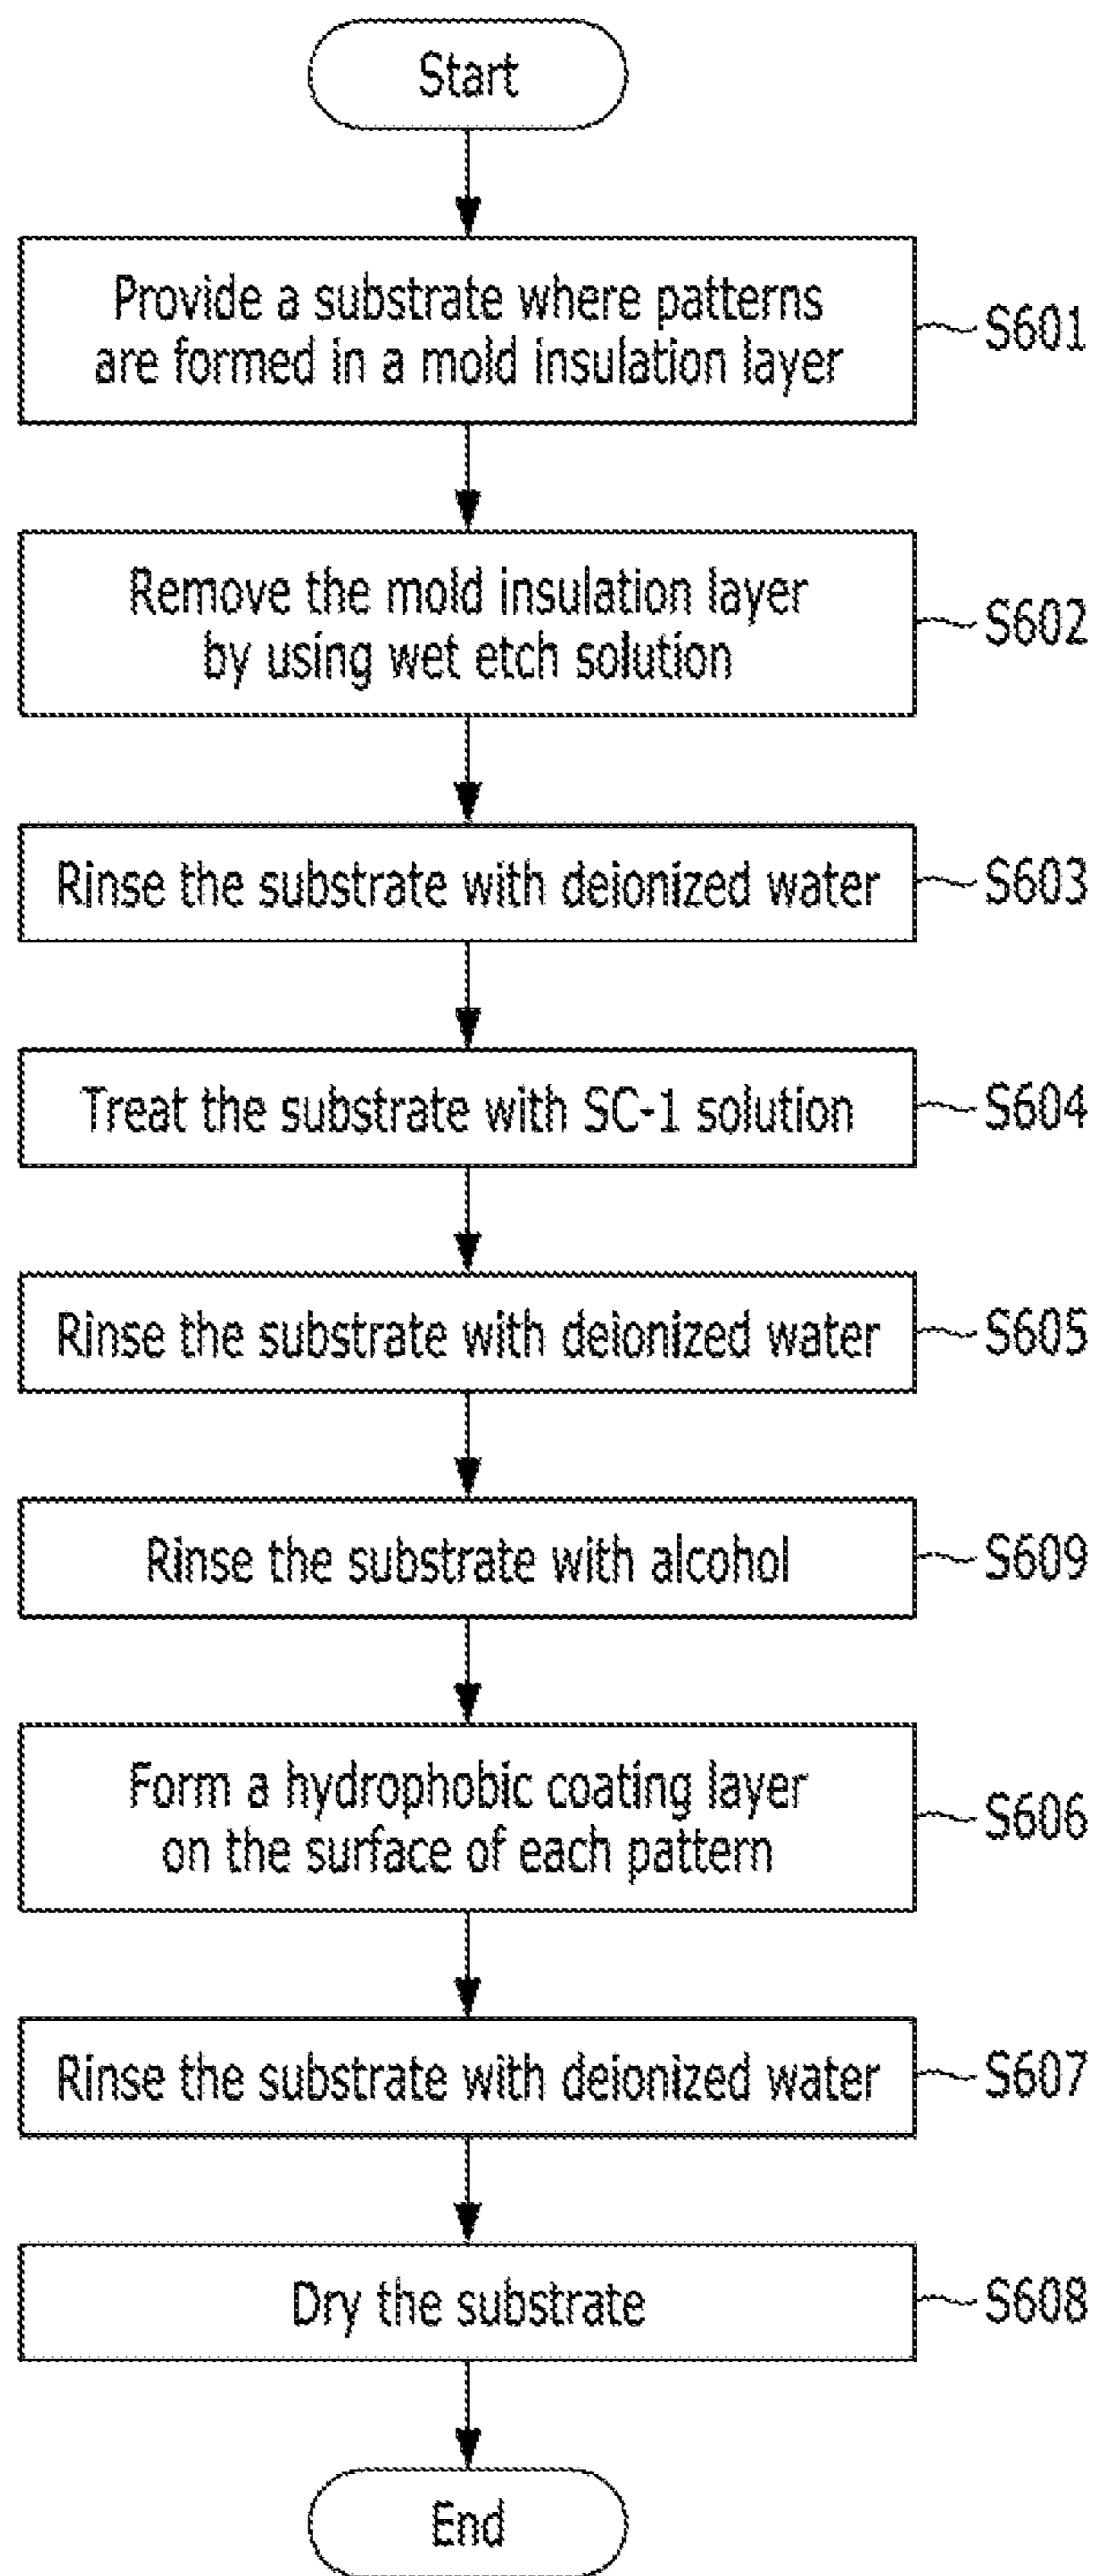 Start
Provide a substrate where patterns
are formed in a mold insulation layer
S601
Remove the mold insulation layer
by using wet etch solution
S602
Rinse the substrate with deionized water
S603
Treat the substrate with SC-1 solution
S604
Rinse the substrate with deionized water
S605
Rinse the substrate with alcohol
S609
Form a hydrophobic coating layer
on the surface of each pattern
S606
Rinse the substrate with deionized water
S607
Dry the substrate
S608
End